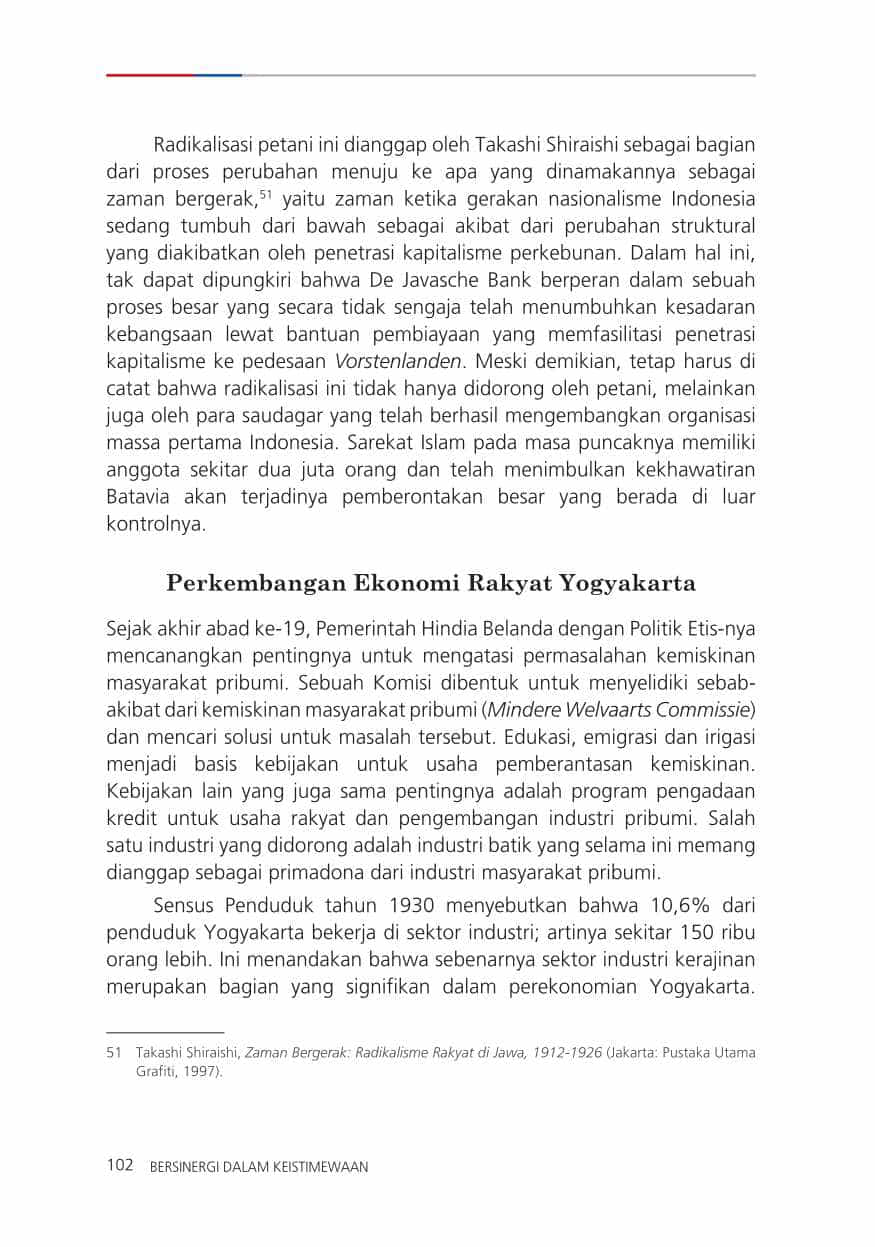 Radikalisasi petani ini dianggap oleh Takashi Shiraishi sebagai bagian
dari proses perubahan menuju ke apa yang dinamakannya sebagai
zaman bergerak,51 yaitu zaman ketika gerakan nasionalisme Indonesia
sedang tumbuh dari bawah sebagai akibat dari perubahan struktural
yang diakibatkan oleh penetrasi kapitalisme perkebunan. Dalam hal ini,
tak dapat dipungkiri bahwa De Javasche Bank berperan dalam sebuah
proses besar yang secara tidak sengaja telah menumbuhkan kesadaran
kebangsaan lewat bantuan pembiayaan yang memfasilitasi penetrasi
kapitalisme ke pedesaan Vorstenlanden. Meski demikian, tetap harus di
catat bahwa radikalisasi ini tidak hanya didorong oleh petani, melainkan
juga oleh para saudagar yang telah berhasil mengembangkan organisasi
massa pertama Indonesia. Sarekat Islam pada masa puncaknya memiliki
anggota sekitar dua juta orang dan telah menimbulkan kekhawatiran
Batavia akan terjadinya pemberontakan besar yang berada di luar
kontrolnya.
Perkembangan Ekonomi Rakyat Yogyakarta
Sejak akhir abad ke-19, Pemerintah Hindia Belanda dengan Politik Etis-nya
mencanangkan pentingnya untuk mengatasi permasalahan kemiskinan
masyarakat pribumi. Sebuah Komisi dibentuk untuk menyelidiki sebab-
akibat dari kemiskinan masyarakat pribumi (Mindere Welvaarts Commissie)
dan mencari solusi untuk masalah tersebut. Edukasi, emigrasi dan irigasi
menjadi basis kebijakan untuk usaha pemberantasan kemiskinan.
Kebijakan lain yang juga sama pentingnya adalah program pengadaan
kredit untuk usaha rakyat dan pengembangan industri pribumi. Salah
satu industri yang didorong adalah industri batik yang selama ini memang
dianggap sebagai primadona dari industri masyarakat pribumi.
Sensus Penduduk tahun 1930 menyebutkan bahwa 10,6% dari
penduduk Yogyakarta bekerja di sektor industri; artinya sekitar 150 ribu
orang lebih. Ini menandakan bahwa sebenarnya sektor industri kerajinan
merupakan bagian yang signifikan dalam perekonomian Yogyakarta.
51 Takashi Shiraishi, Zaman Bergerak: Radikalisme Rakyat di Jawa, 1912-1926 (Jakarta: Pustaka Utama
Grafiti, 1997).
102 BERSINERGI DALAM KEISTIMEWAAN